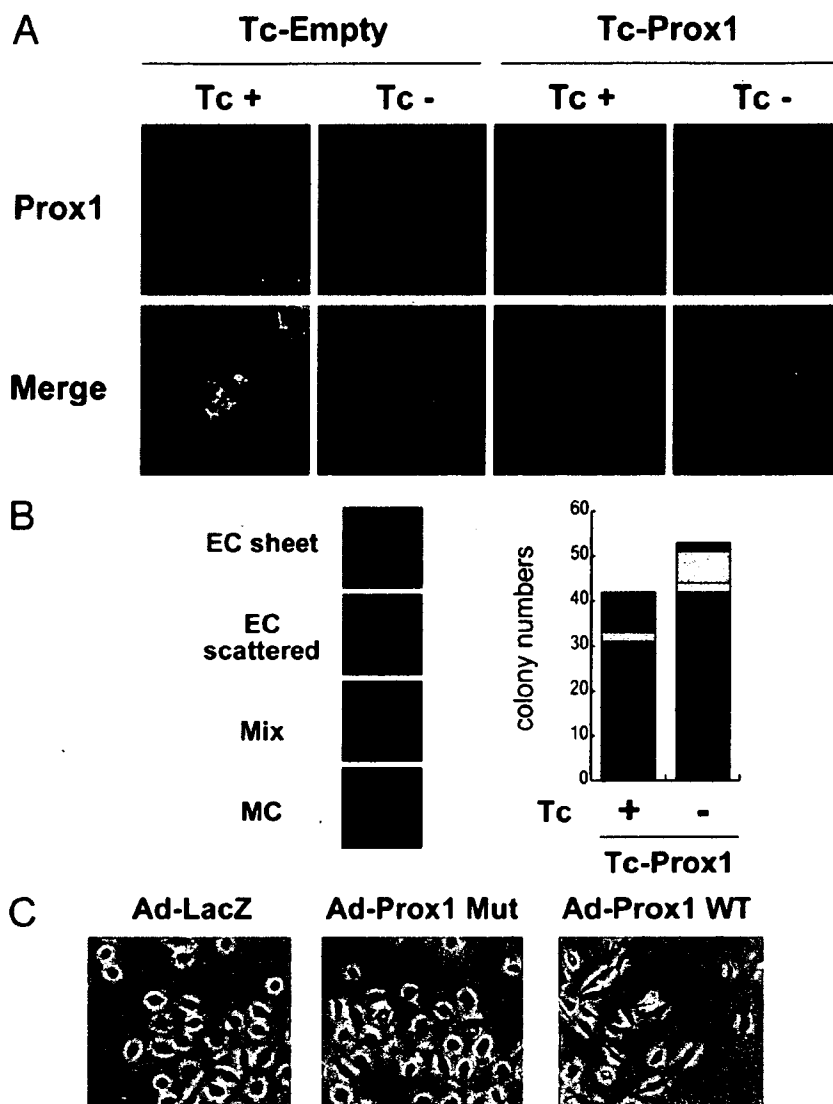 A
Tc-Empty Tc-Prox1
Tc + Tc - Tc + Tc -
Prox1
Merge
B
EC sheet
EC
scattered
Mix
MC
colony numbers
60
50
40
30
20
10
0
Tc + -
Tc-Prox1
C
Ad-LacZ Ad-Prox1 Mut Ad-Prox1 WT